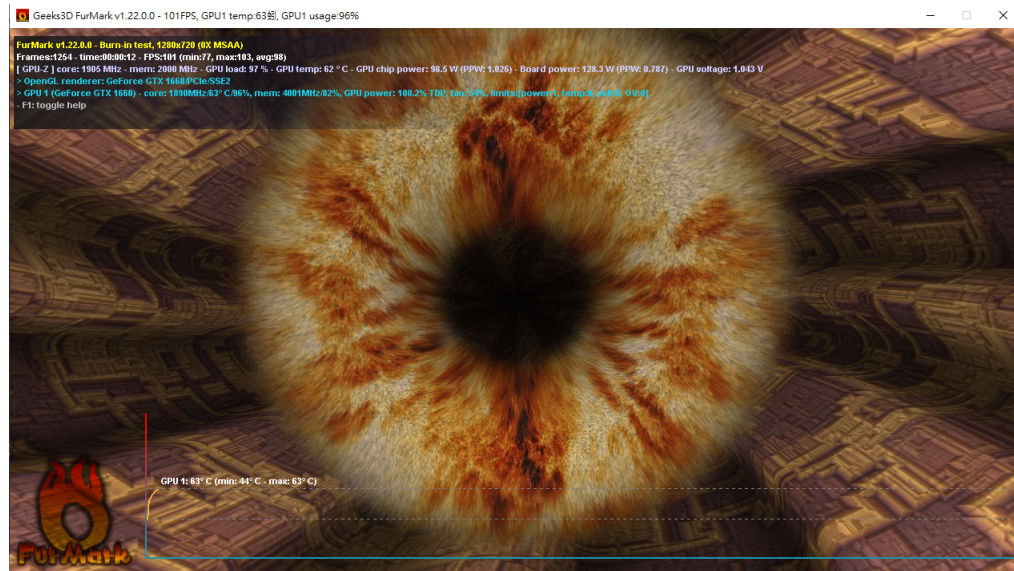 Geeks3D FurMark v1.22.0.0 - 101FPS, GPU1 temp:63蚓, GPU1 usage:96%
FurMark v1.22.0.0 - Burn-in test, 1280x720 (0X MSAA)
Frames:1254 - time:00:00:12 - FPS:101 (min:77, max:103, avg:98)
[ GPU-Z ] core: 1905 MHz - mem: 2000 MHz - GPU load: 97 % - GPU temp: 62 ° C - GPU chip power: 98.5 W (PPW: 1.026) - Board power: 128.3 W (PPW: 0.787) - GPU voltage: 1.043 V
> OpenGL renderer: GeForce GTX 1660/PCIe/SSE2
> GPU 1 (GeForce GTX 1660) - core: 1890MHz/63° C/96%, mem: 4001MHz/82%, GPU power: 100.2% TDP, fan: limits:[power:1, OV:0]
- F1: toggle help
GPU 1: 63° C (min: 44° C - max: 63° C)
FurMark